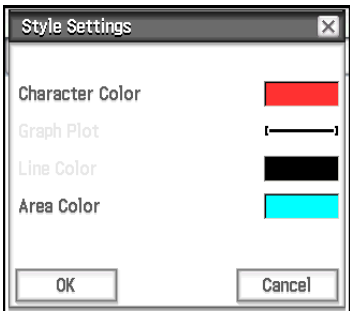 Style Settings
Character Color
Graph Plot
Line Color
Area Color
OK Cancel